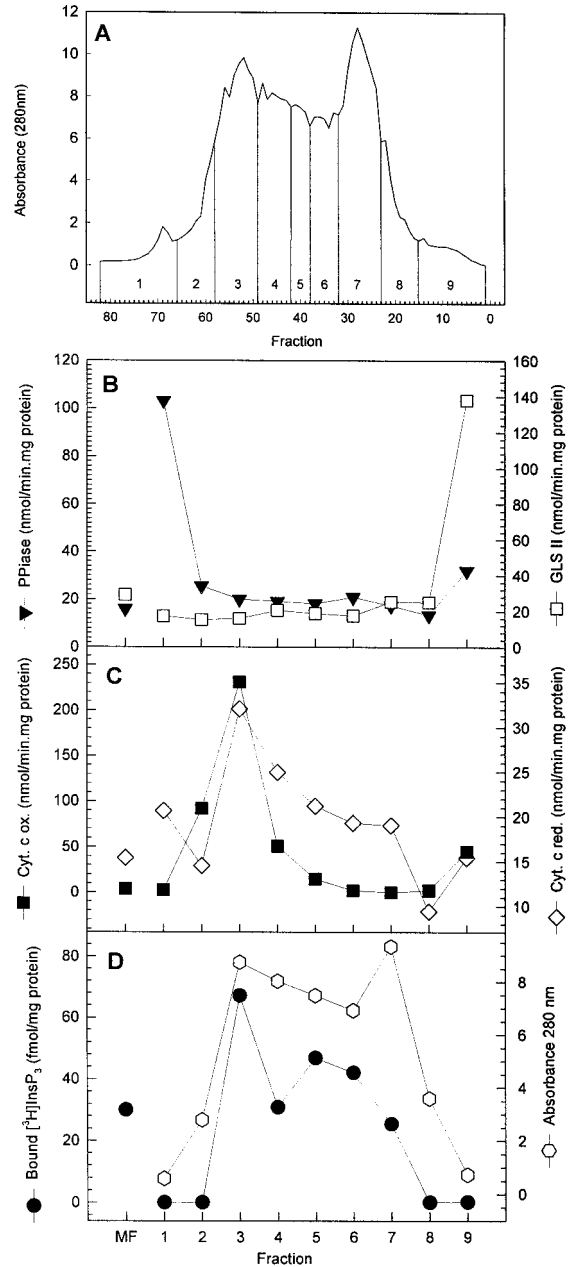 A
Absorbance (280nm)
12
10
8
6
4
2
0
1 2 3 4 5 6 7 8 9
80 70 60 50 40 30 20 10 0
Fraction
B
PPiase (nmol/min.mg protein)
120
100
80
60
40
20
0
GLS II (nmol/min.mg protein)
160
140
120
100
80
60
40
20
0
C
Cyt. c ox. (nmol/min.mg protein)
250
200
150
100
50
0
Cyt. c red. (nmol/min.mg protein)
35
30
25
20
15
10
D
Bound [³H]InsP₃ (fmol/mg protein)
80
60
40
20
0
Absorbance 280 nm
8
6
4
2
0
MF 1 2 3 4 5 6 7 8 9
Fraction